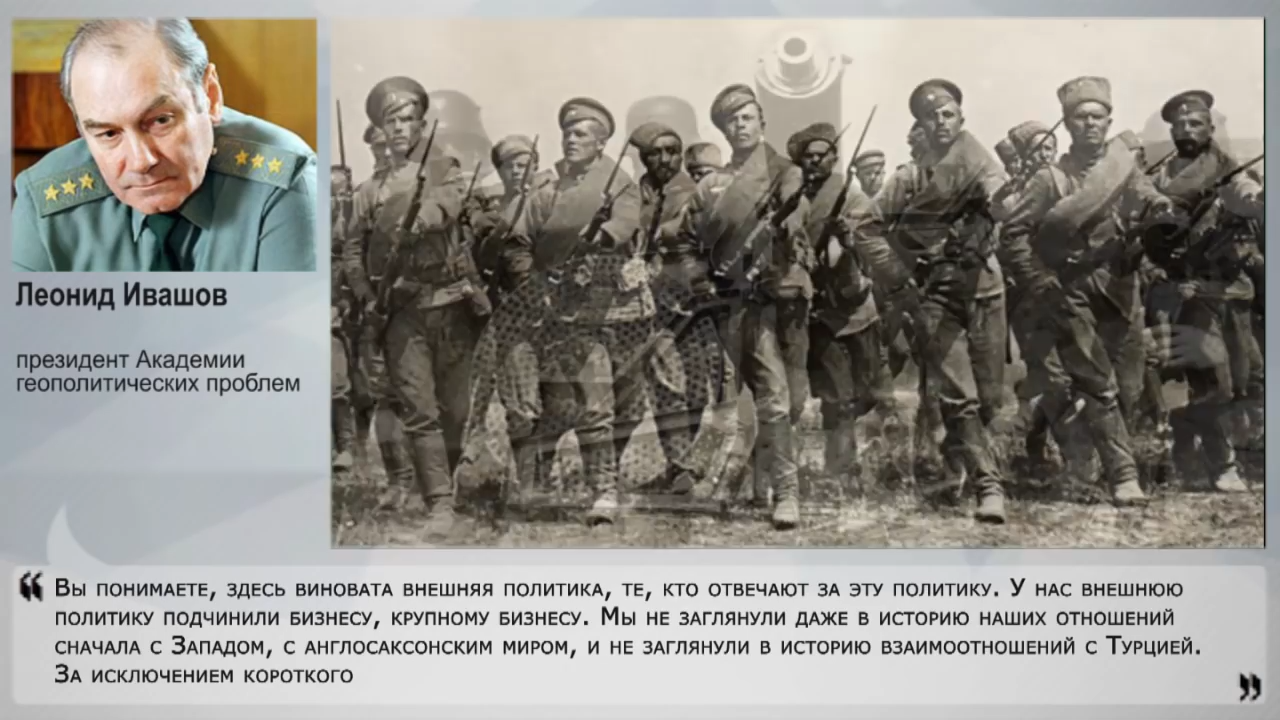 Леонид Ивашов
президент Академии
геополитических проблем
“ Вы понимаете, здесь виновата внешняя политика, те, кто отвечают за эту политику. У нас внешнюю
политику подчинили бизнесу, крупному бизнесу. Мы не заглянули даже в историю наших отношений
сначала с Западом, с англосаксонским миром, и не заглянули в историю взаимоотношений с Турцией.
За исключением короткого ”